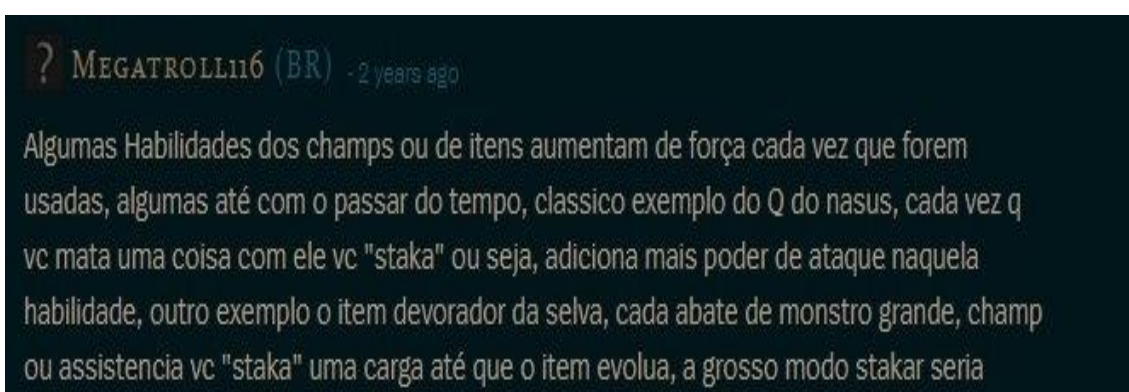 ? MEGATROLL116 (BR) - 2 years ago
Algumas Habilidades dos champs ou de itens aumentam de força cada vez que forem
usadas, algumas até com o passar do tempo, classico exemplo do Q do nasus, cada vez q
vc mata uma coisa com ele vc "staka" ou seja, adiciona mais poder de ataque naquela
habilidade, outro exemplo o item devorador da selva, cada abate de monstro grande, champ
ou assistencia vc "staka" uma carga até que o item evolua, a grosso modo stakar seria